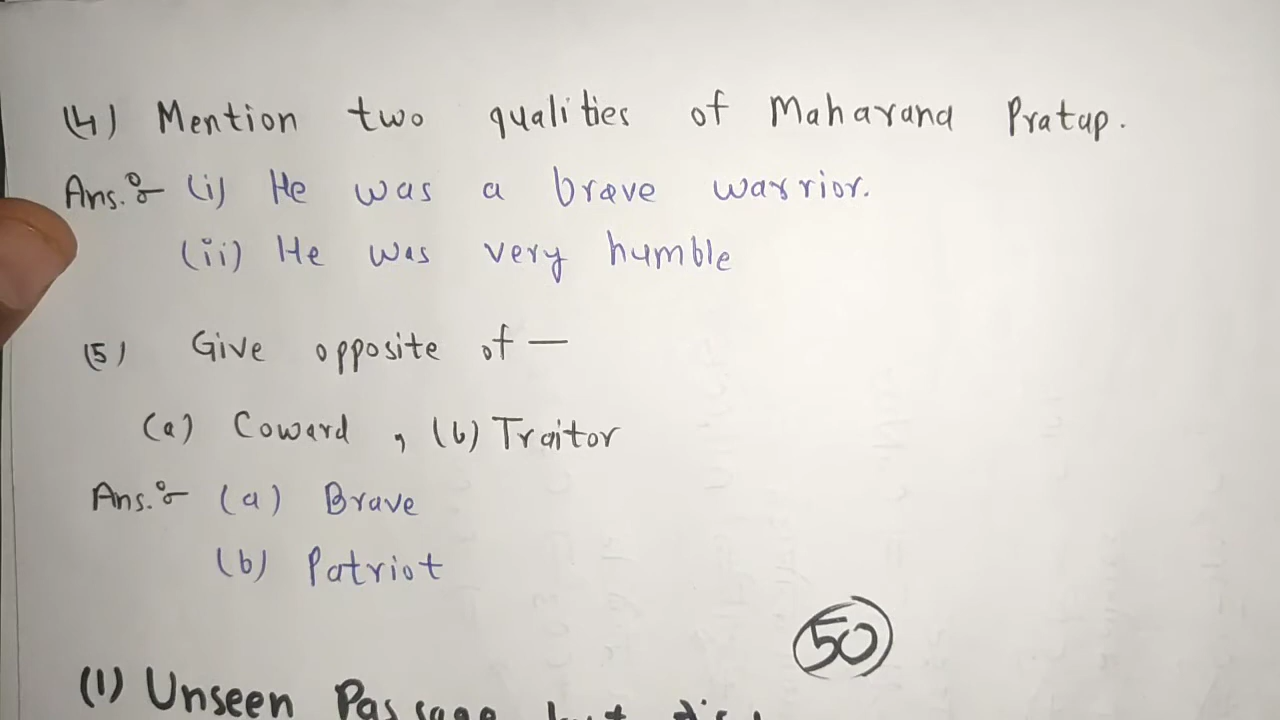 (4) Mention two qualities of Maharana Pratap.
Ans.:- (i) He was a brave warrior.
(ii) He was very humble
(5) Give opposite of —
(a) Coward , (b) Traitor
Ans.:- (a) Brave
(b) Patriot
50
(1) Unseen Passage